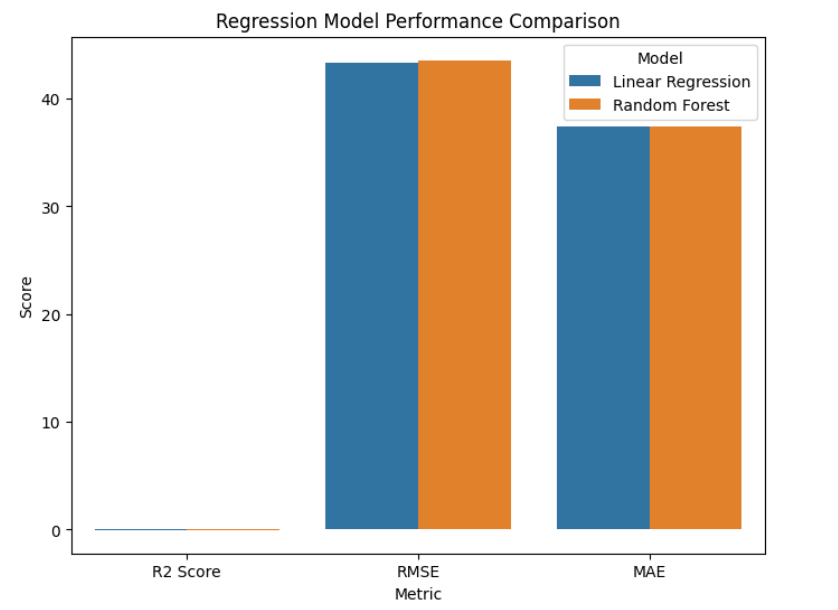 Regression Model Performance Comparison
Model
Linear Regression
Random Forest
40
30
20
10
0
Score
R2 Score RMSE MAE
Metric